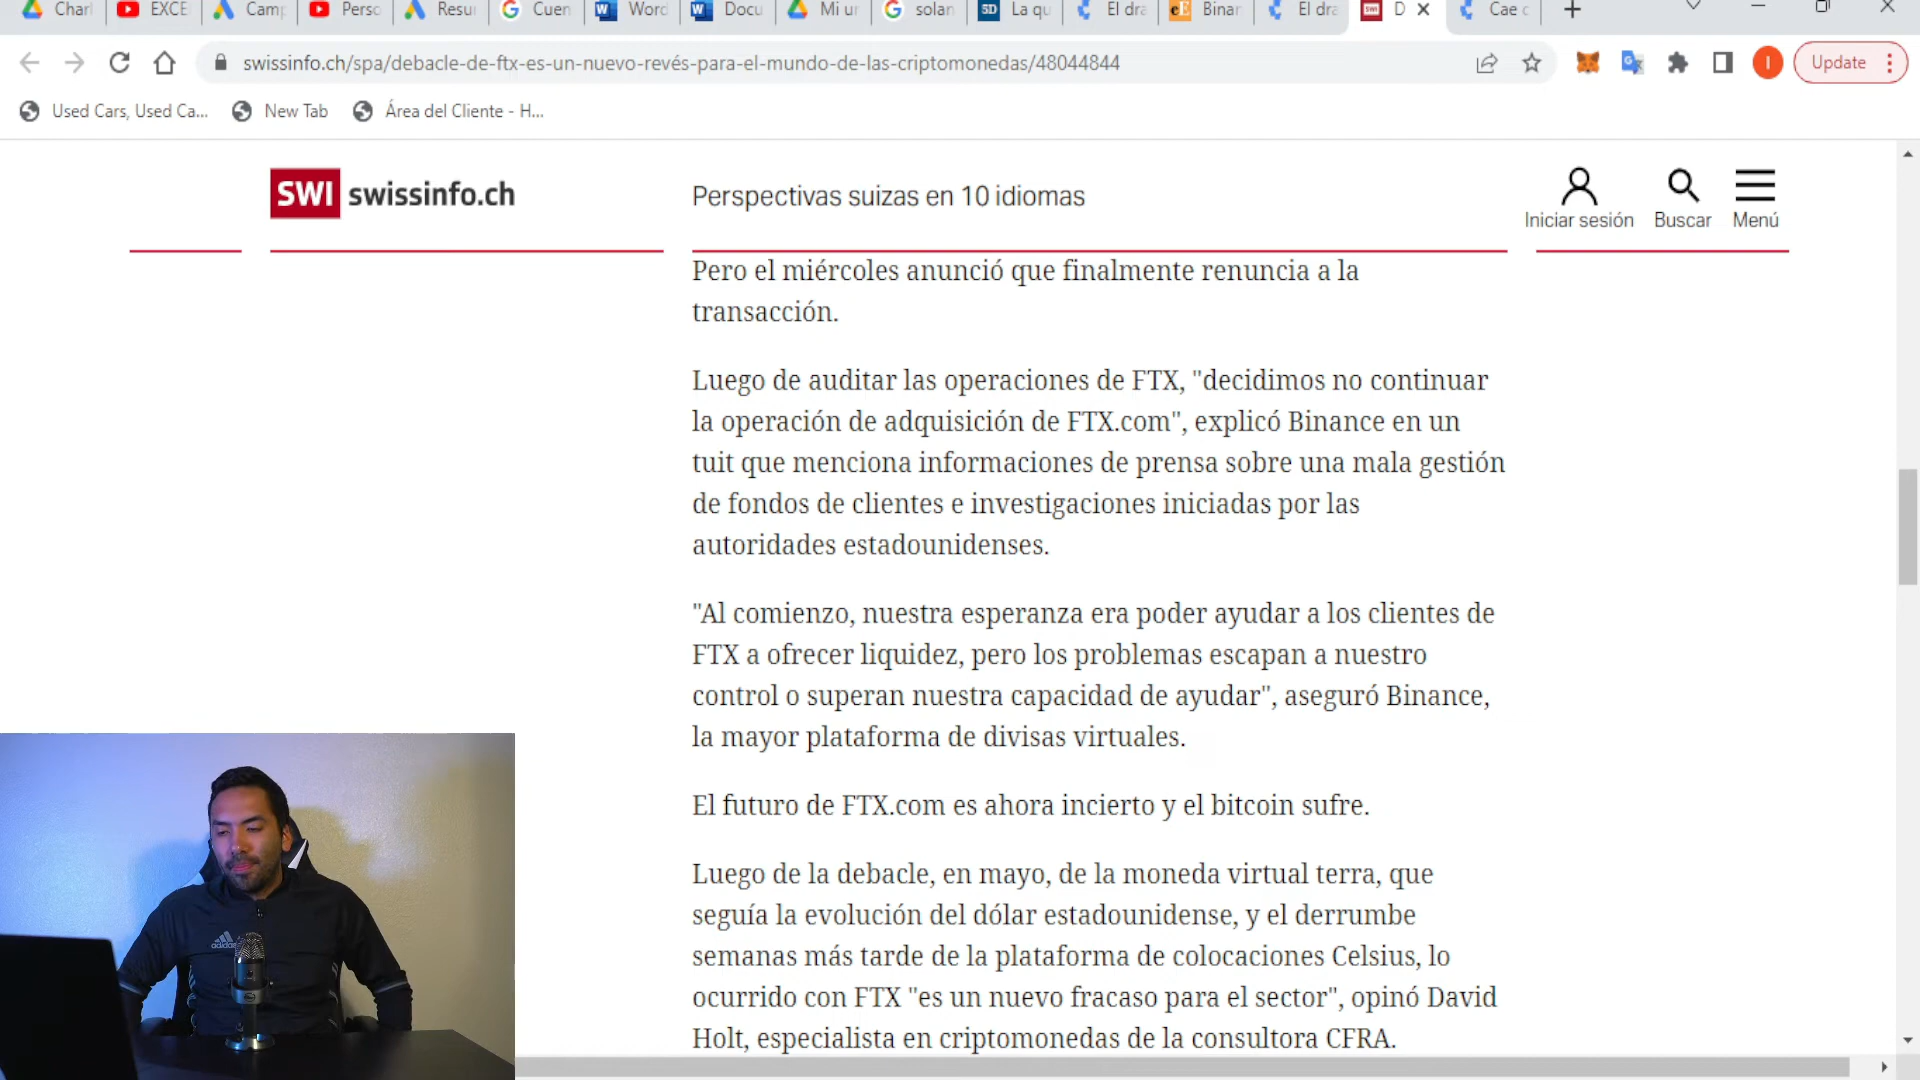 Charl
EXCE
Camp
Perso
Resu
Cuen
Word
Docu
Mi un
solan
La qu
El dra
Binan
El dra
D
Cae c
swissinfo.ch/spa/debacle-de-ftx-es-un-nuevo-revés-para-el-mundo-de-las-criptomonedas/48044844
Update
Used Cars, Used Ca...
New Tab
Área del Cliente - H...
SWI swissinfo.ch
Perspectivas suizas en 10 idiomas
Iniciar sesión
Buscar
Menú
Pero el miércoles anunció que finalmente renuncia a la
transacción.
Luego de auditar las operaciones de FTX, "decidimos no continuar
la operación de adquisición de FTX.com", explicó Binance en un
tuit que menciona informaciones de prensa sobre una mala gestión
de fondos de clientes e investigaciones iniciadas por las
autoridades estadounidenses.
"Al comienzo, nuestra esperanza era poder ayudar a los clientes de
FTX a ofrecer liquidez, pero los problemas escapan a nuestro
control o superan nuestra capacidad de ayudar", aseguró Binance,
la mayor plataforma de divisas virtuales.
El futuro de FTX.com es ahora incierto y el bitcoin sufre.
Luego de la debacle, en mayo, de la moneda virtual terra, que
seguía la evolución del dólar estadounidense, y el derrumbe
semanas más tarde de la plataforma de colocaciones Celsius, lo
ocurrido con FTX "es un nuevo fracaso para el sector", opinó David
Holt, especialista en criptomonedas de la consultora CFRA.
adidas